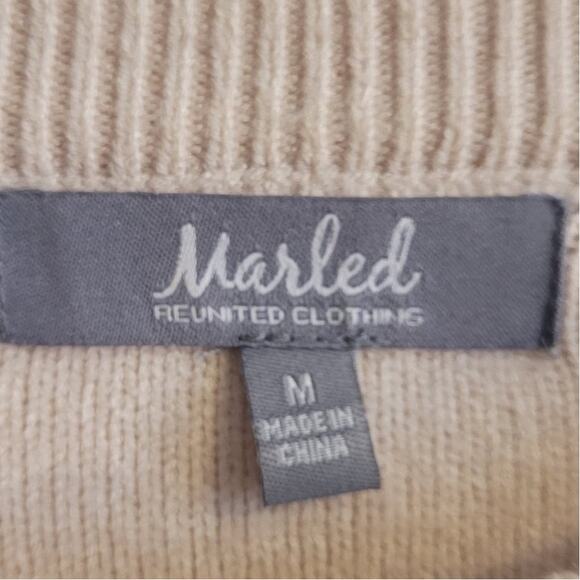 Marled
REUNITED CLOTHING
M
MADE IN
CHINA